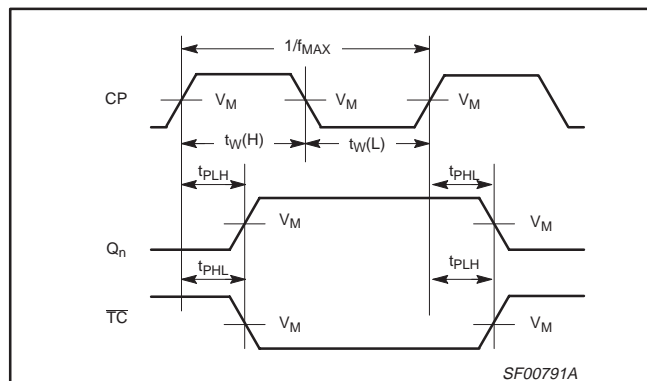 1/fMAX
CP VM VM VM
tW(H) tW(L)
tPLH tPHL
Qn VM VM
tPHL tPLH
TC VM VM
SF00791A